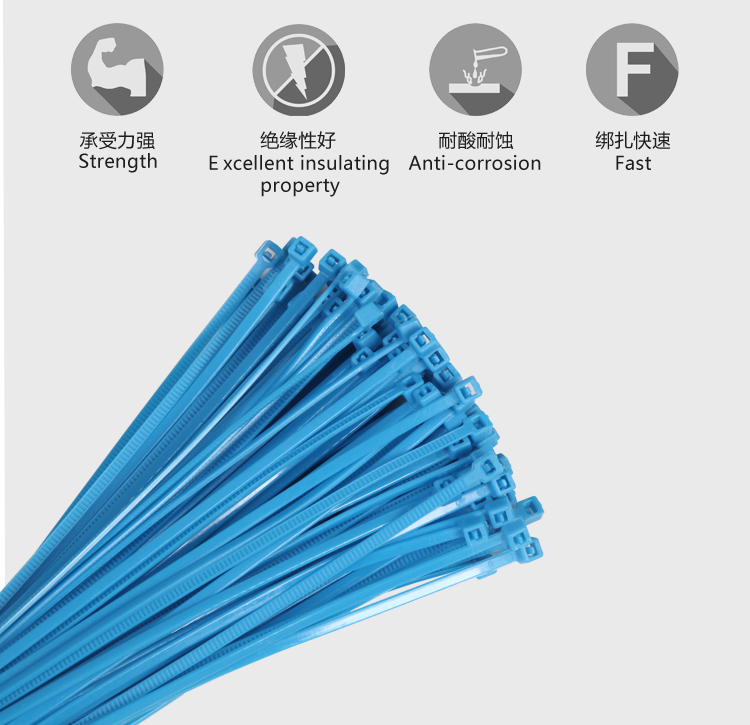 F
承受力强
Strength
绝缘性好
E xcellent insulating
property
耐酸耐蚀
Anti-corrosion
绑扎快速
Fast